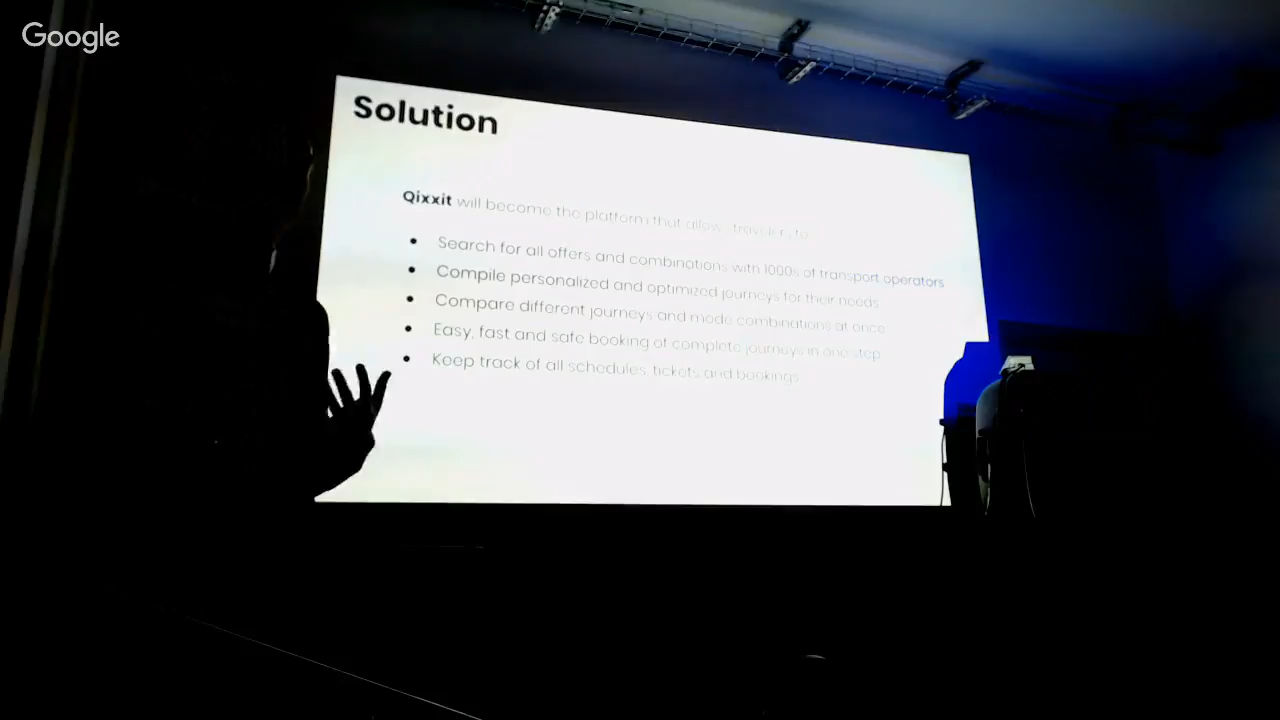 Google
Solution
Qixxit will become the platform that allow travelers to
Search for all offers and combinations with 1000s of transport operators
Compile personalized and optimized journeys for their needs
Compare different journeys and mode combinations at once
Easy, fast and safe booking of complete journeys in one step
Keep track of all schedules, tickets and bookings